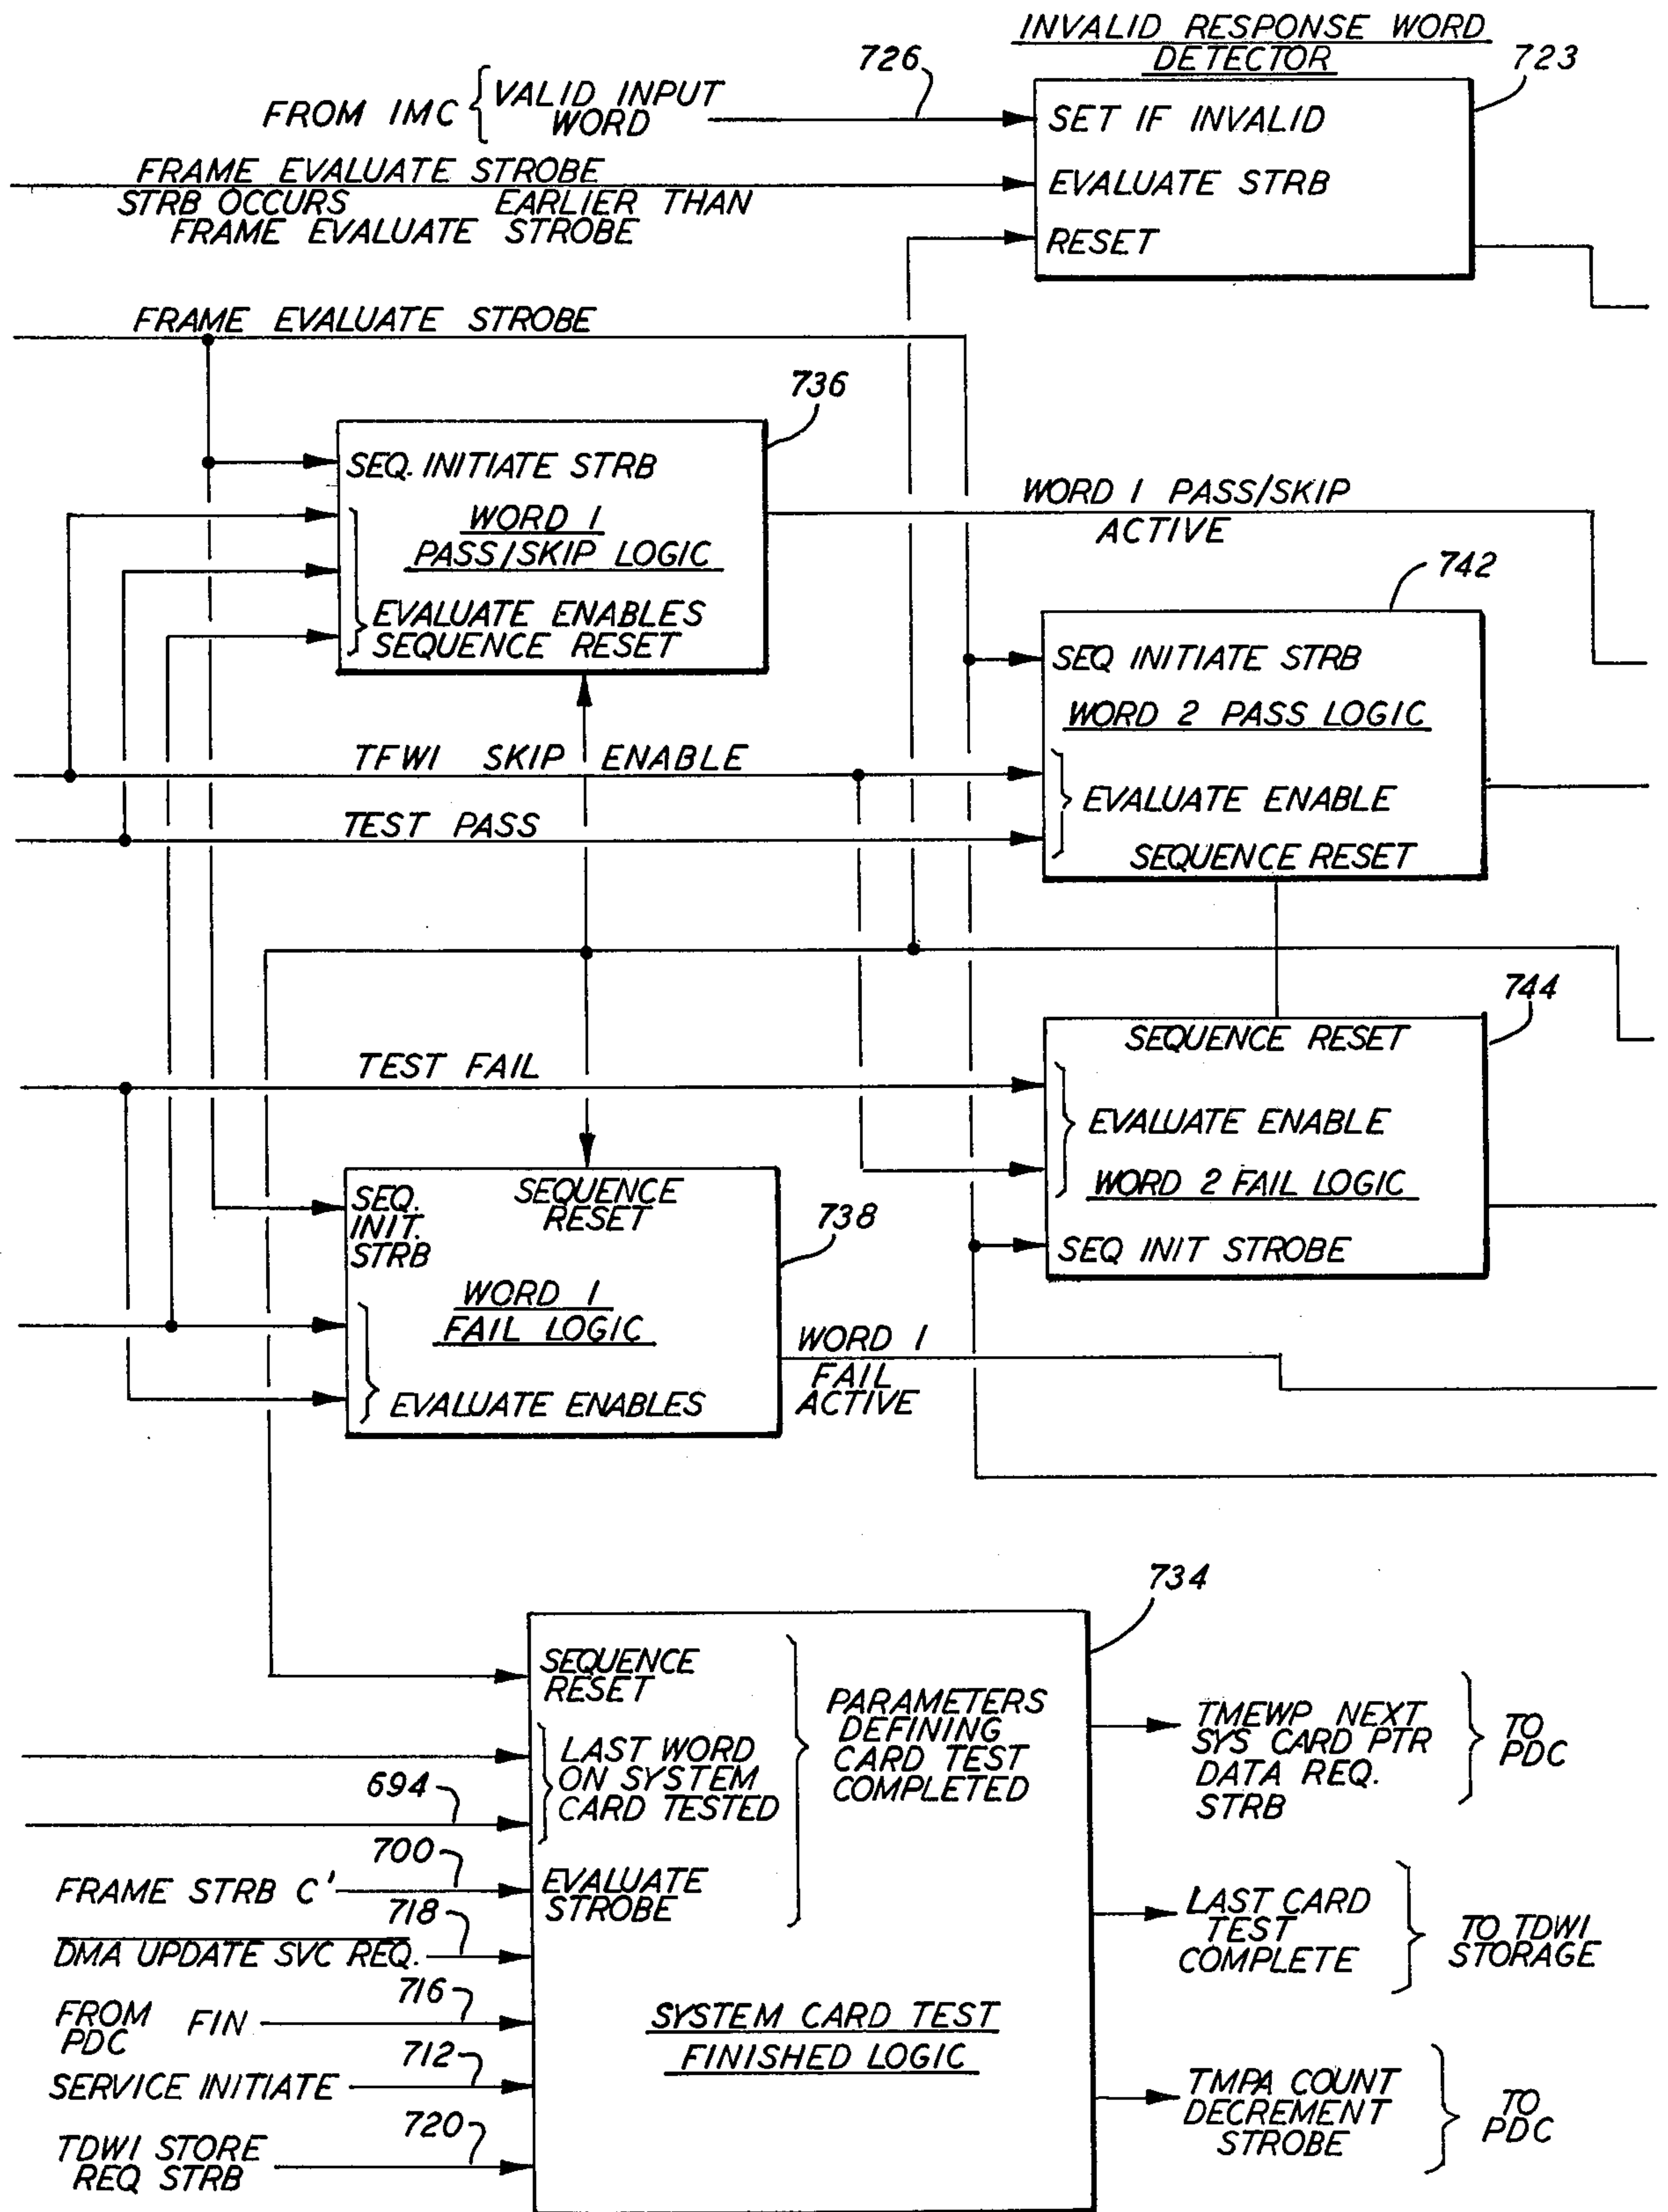 INVALID RESPONSE WORD
DETECTOR
723
726
FROM IMC { VALID INPUT
WORD
SET IF INVALID
FRAME EVALUATE STROBE
STRB OCCURS EARLIER THAN
FRAME EVALUATE STROBE
EVALUATE STRB
RESET
FRAME EVALUATE STROBE
736
SEQ. INITIATE STRB
WORD 1
PASS/SKIP LOGIC
EVALUATE ENABLES
SEQUENCE RESET
WORD 1 PASS/SKIP
ACTIVE
742
SEQ INITIATE STRB
WORD 2 PASS LOGIC
EVALUATE ENABLE
SEQUENCE RESET
TFWI SKIP ENABLE
TEST PASS
744
SEQUENCE RESET
EVALUATE ENABLE
WORD 2 FAIL LOGIC
SEQ INIT STROBE
TEST FAIL
SEQ.
INIT.
STRB
SEQUENCE
RESET
738
WORD 1
FAIL LOGIC
EVALUATE ENABLES
WORD 1
FAIL
ACTIVE
734
SEQUENCE
RESET
LAST WORD
ON SYSTEM
CARD TESTED
EVALUATE
STROBE
PARAMETERS
DEFINING
CARD TEST
COMPLETED
SYSTEM CARD TEST
FINISHED LOGIC
694
700
FRAME STRB C'
718
DMA UPDATE SVC REQ.
716
FROM
PDC
FIN
712
SERVICE INITIATE
720
TDWI STORE
REQ STRB
TMEWP NEXT
SYS CARD PTR
DATA REQ.
STRB
TO
PDC
LAST CARD
TEST
COMPLETE
TO TDWI
STORAGE
TMPA COUNT
DECREMENT
STROBE
TO
PDC